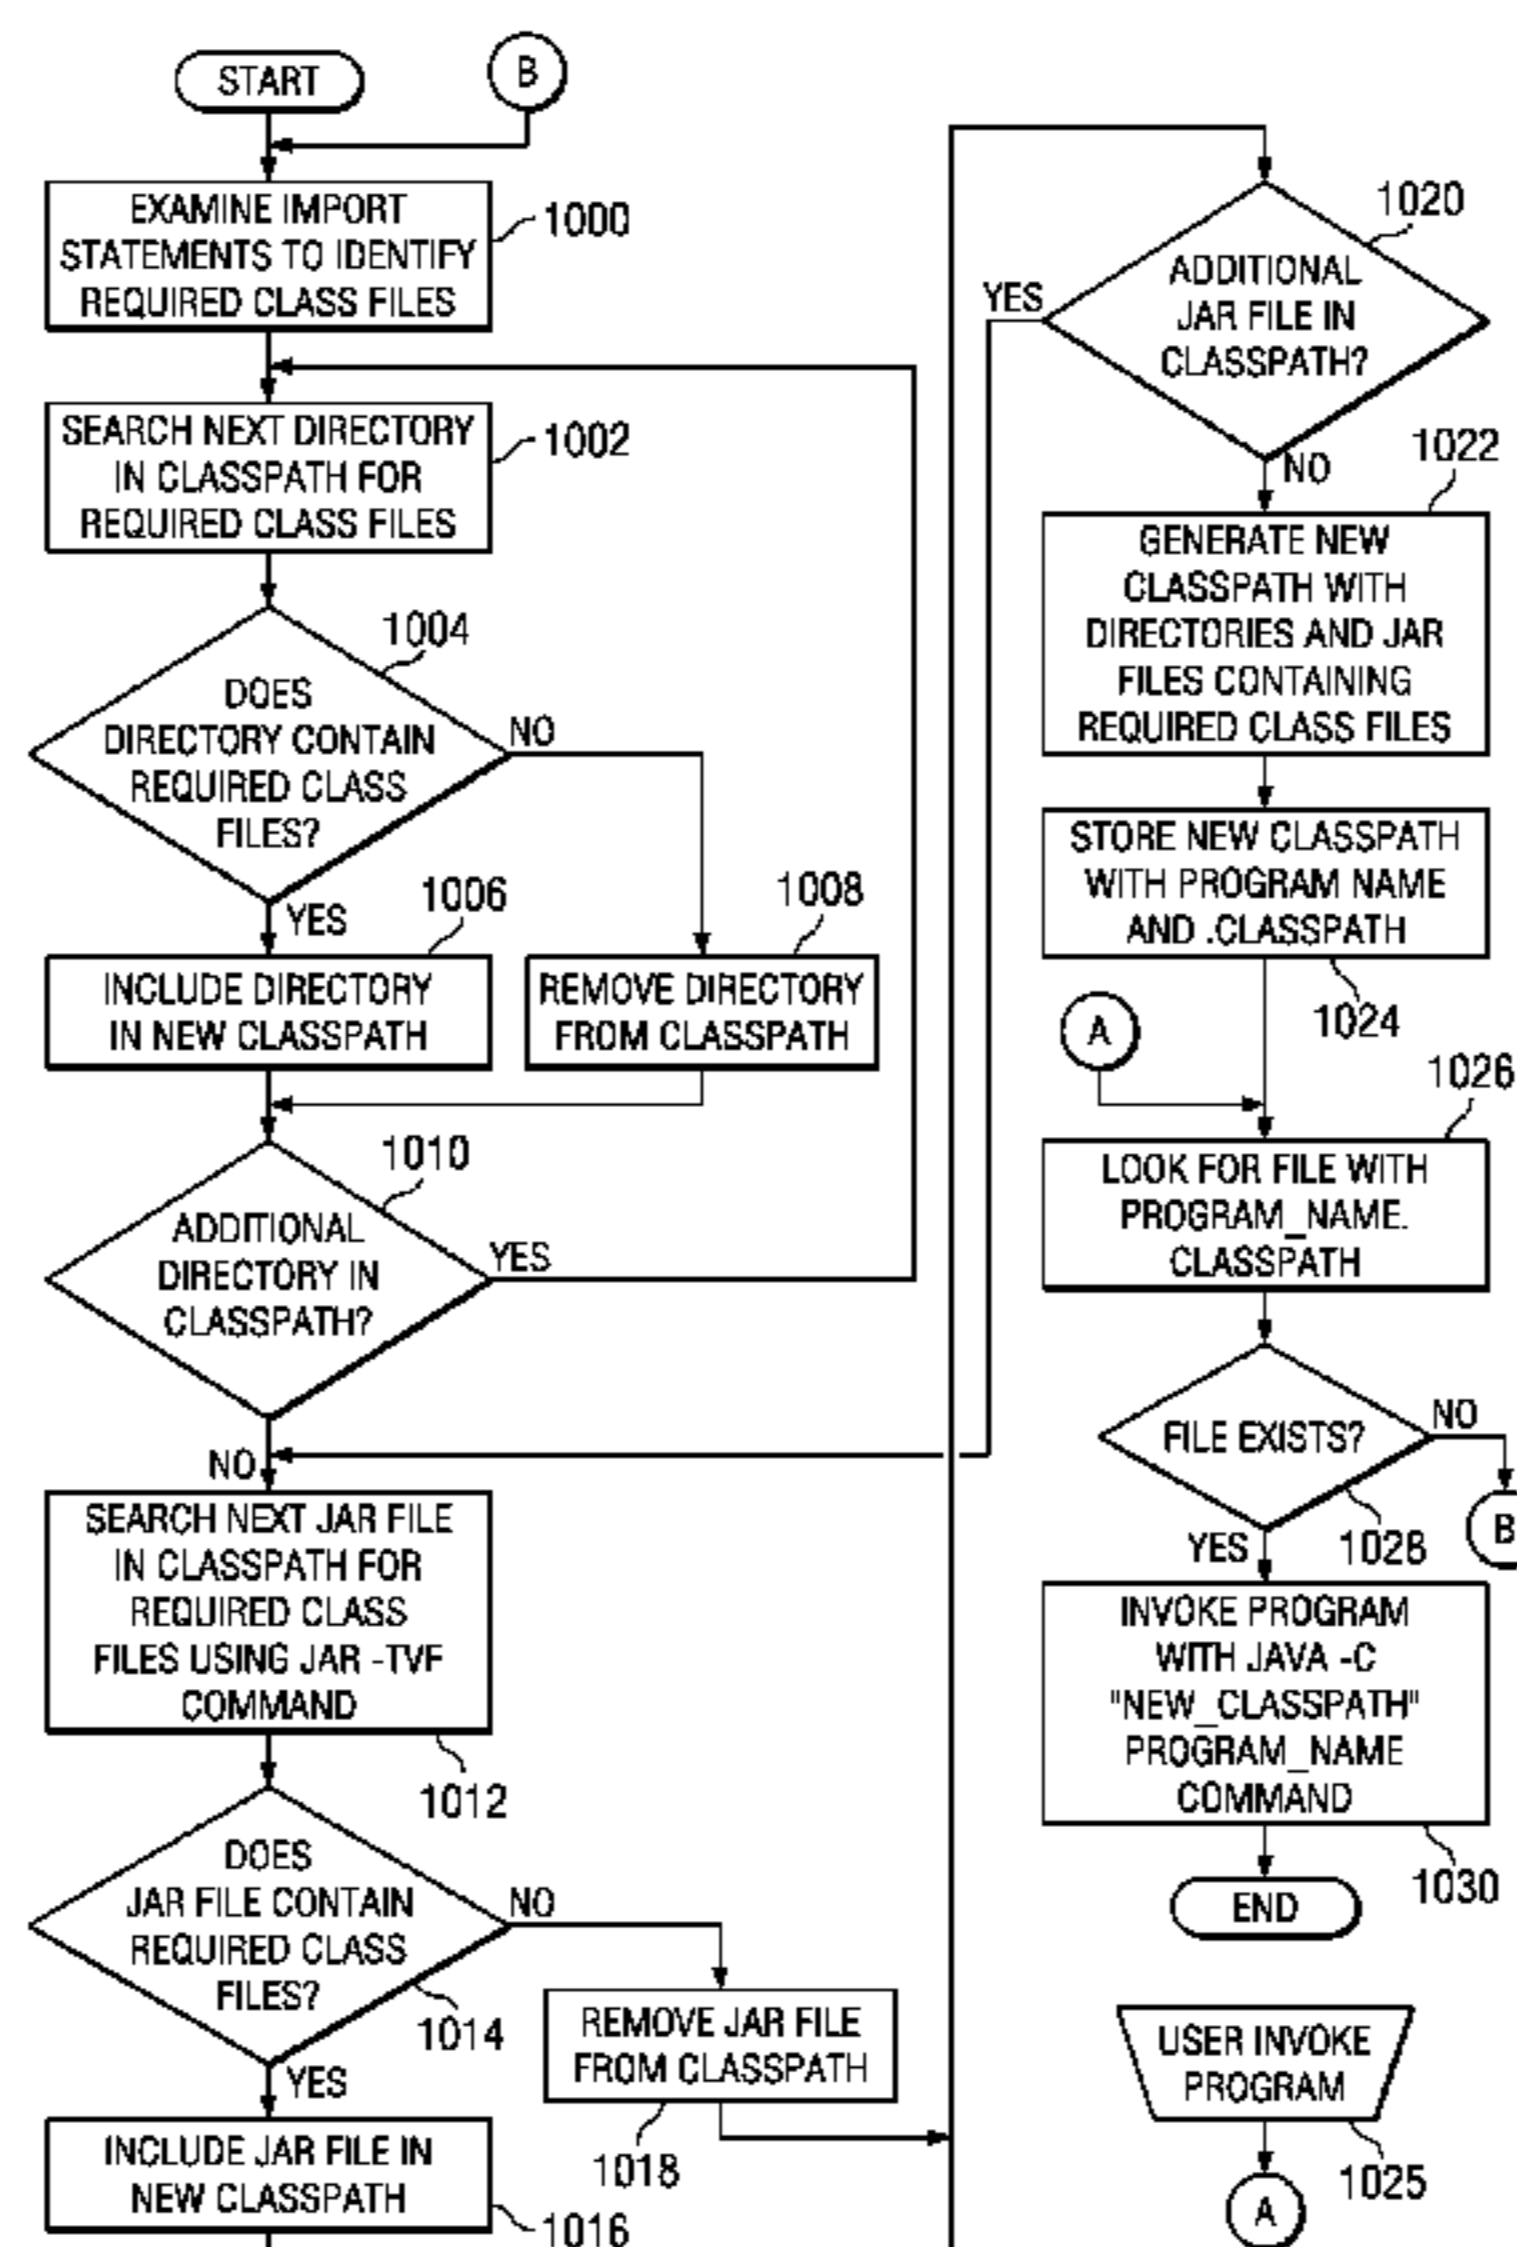 START
B
EXAMINE IMPORT
STATEMENTS TO IDENTIFY
REQUIRED CLASS FILES
1000
SEARCH NEXT DIRECTORY
IN CLASSPATH FOR
REQUIRED CLASS FILES
1002
1004
DOES
DIRECTORY CONTAIN
REQUIRED CLASS
FILES?
NO
YES
1006
INCLUDE DIRECTORY
IN NEW CLASSPATH
1008
REMOVE DIRECTORY
FROM CLASSPATH
1010
ADDITIONAL
DIRECTORY IN
CLASSPATH?
YES
NO
SEARCH NEXT JAR FILE
IN CLASSPATH FOR
REQUIRED CLASS
FILES USING JAR -TVF
COMMAND
1012
DOES
JAR FILE CONTAIN
REQUIRED CLASS
FILES?
NO
1014
YES
REMOVE JAR FILE
FROM CLASSPATH
1018
INCLUDE JAR FILE IN
NEW CLASSPATH
1016
1020
ADDITIONAL
JAR FILE IN
CLASSPATH?
YES
NO
1022
GENERATE NEW
CLASSPATH WITH
DIRECTORIES AND JAR
FILES CONTAINING
REQUIRED CLASS FILES
STORE NEW CLASSPATH
WITH PROGRAM NAME
AND .CLASSPATH
1024
A
1026
LOOK FOR FILE WITH
PROGRAM_NAME.
CLASSPATH
FILE EXISTS?
NO
B
1028
YES
INVOKE PROGRAM
WITH JAVA -C
"NEW_CLASSPATH"
PROGRAM_NAME
COMMAND
1030
END
USER INVOKE
PROGRAM
1025
A